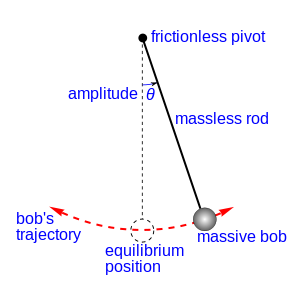 frictionless pivot
amplitude θ
massless rod
bob's
trajectory
massive bob
equilibrium
position